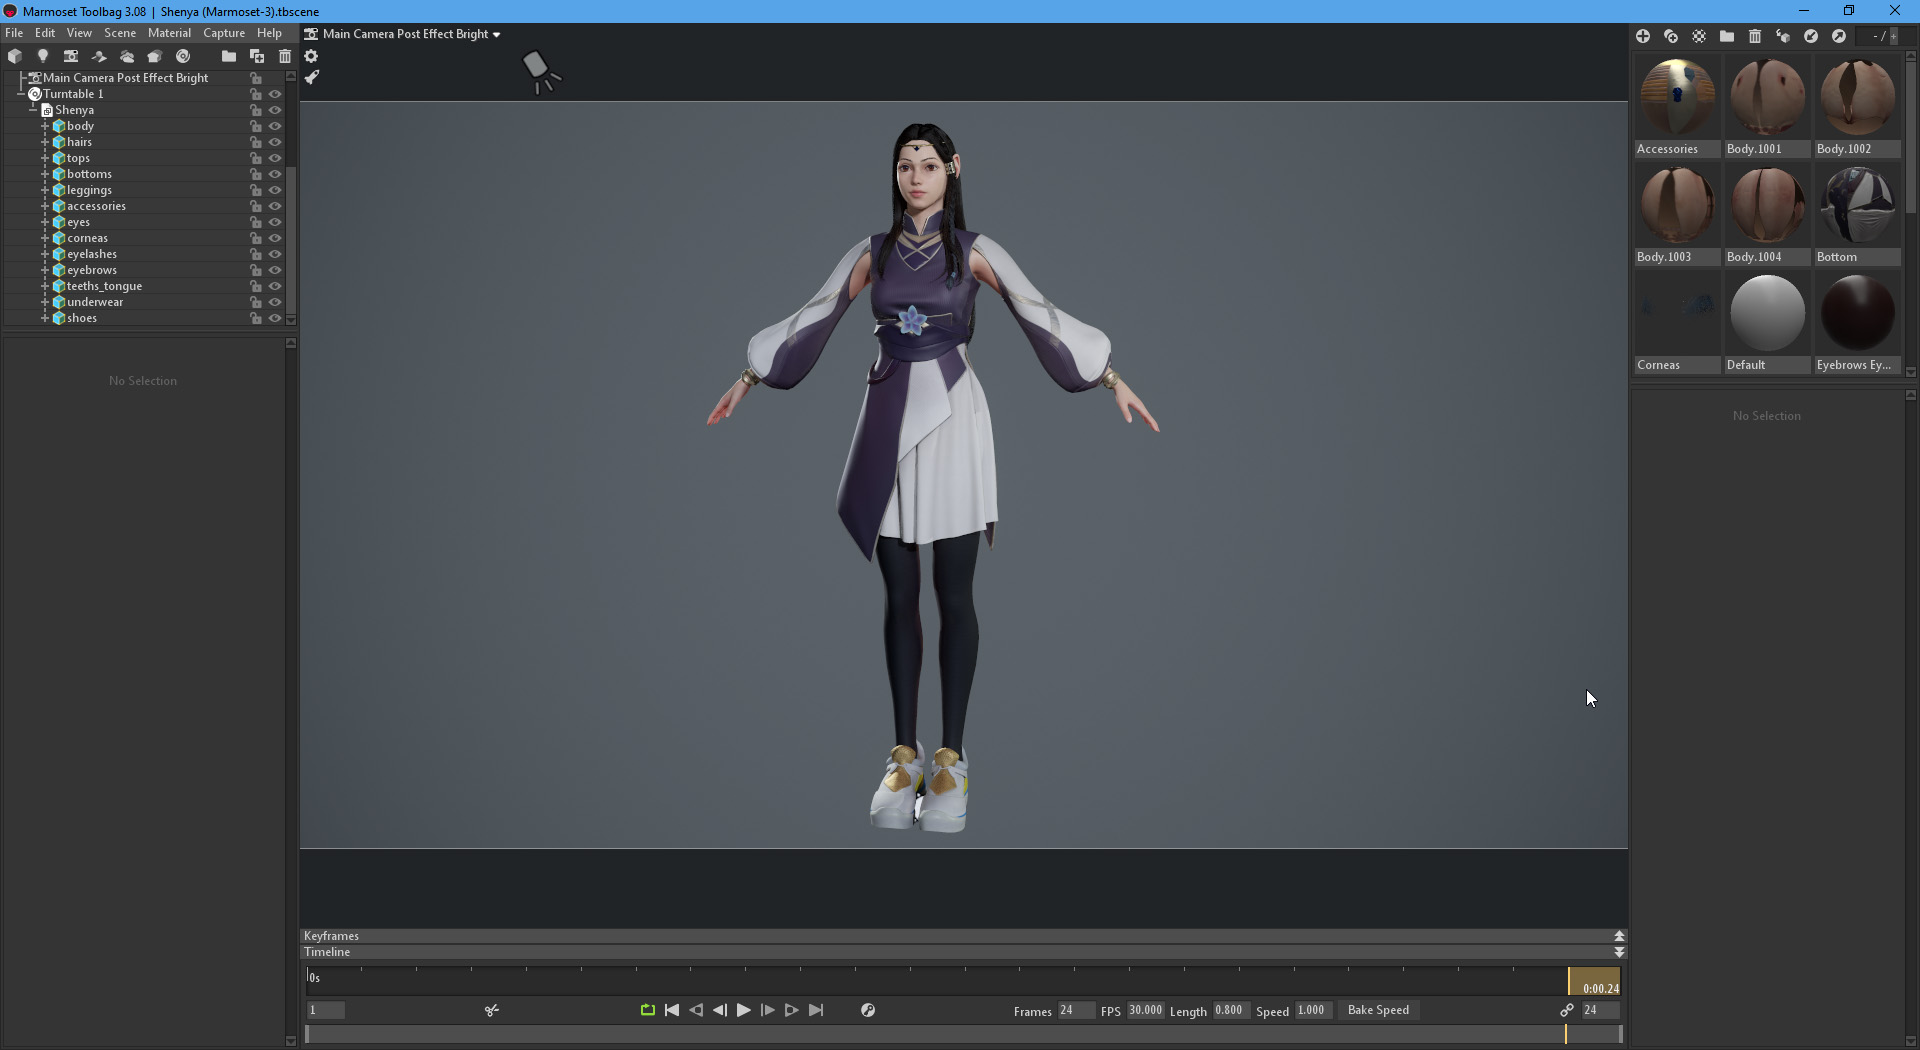 Marmoset Toolbag 3.08 | Shenya (Marmoset-3).tbscene
File Edit View Scene Material Capture Help
Main Camera Post Effect Bright
Main Camera Post Effect Bright
Turntable 1
Shenya
body
hairs
tops
bottoms
leggings
accessories
eyes
corneas
eyelashes
eyebrows
teeths_tongue
underwear
shoes
No Selection
- /
Accessories Body.1001 Body.1002
Body.1003 Body.1004 Bottom
Corneas Default Eyebrows Ey...
No Selection
Keyframes
Timeline
0s
0:00.24
1
Frames 24 FPS 30.000 Length 0.800 Speed 1.000 Bake Speed
24